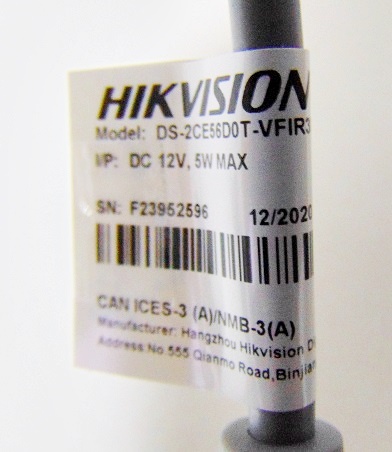 HIKVISION
Model: DS-2CE56D0T-VFIR3
I/P: DC 12V, 5W MAX
SN: F23952596 12/2020
CAN ICES-3 (A)/NMB-3(A)
Manufacturer: Hangzhou Hikvision D
Address:No.555 Qianmo Road,Binjian